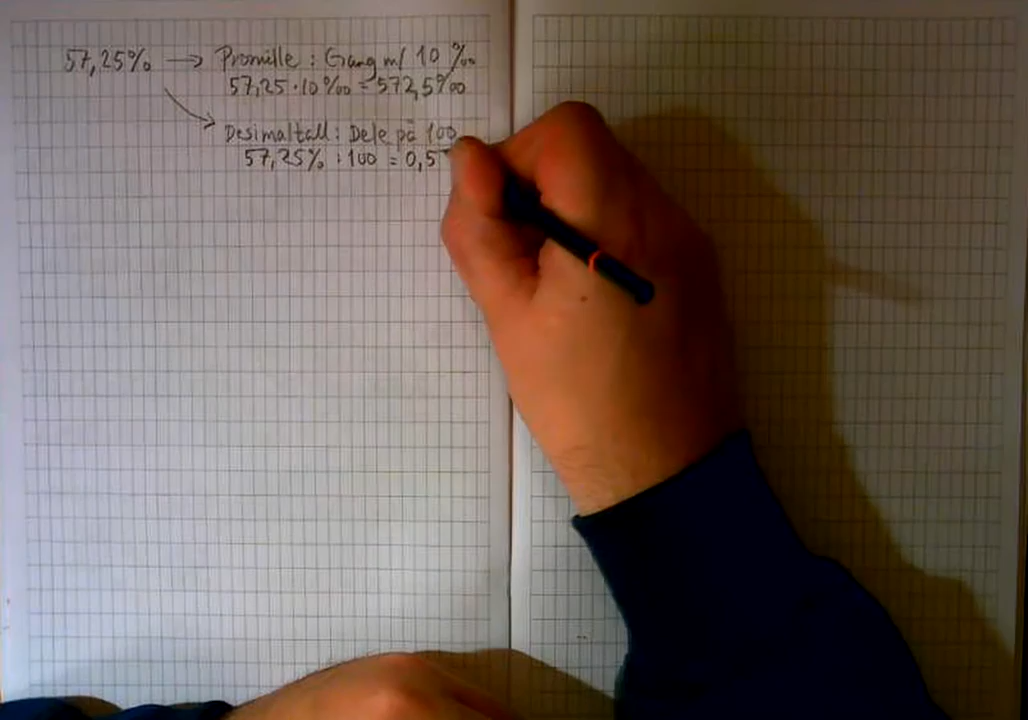 57,25% → Promille : Gang m/ 10 ‰
57,25 · 10‰ = 572,5‰
Desimaltall : Dele på 100
57,25% : 100 = 0,5